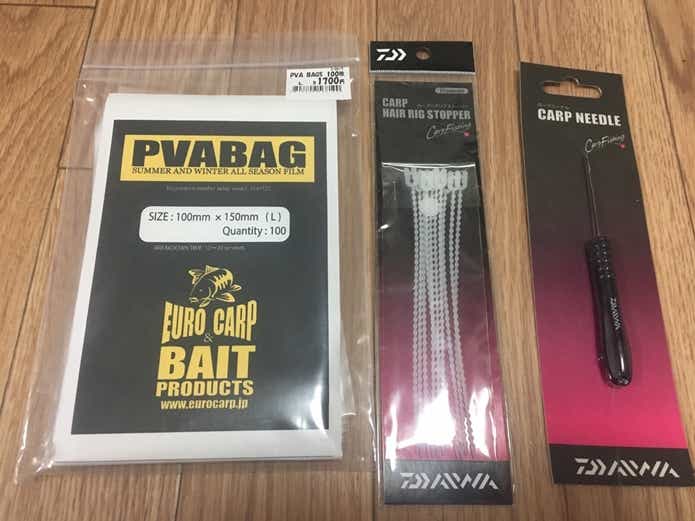 PVA BAGS 100枚
L ¥1700円
PVABAG
SUMMER AND WINTER ALL SEASON FILM
SIZE : 100mm × 150mm ( L )
Quantity : 100
EURO CARP
&
BAIT
PRODUCTS
www.eurocarp.jp
CARP
HAIR RIG STOPPER
Carp Fishing
DAIWA
CARP NEEDLE
Carp Fishing
DAIWA
DAIWA